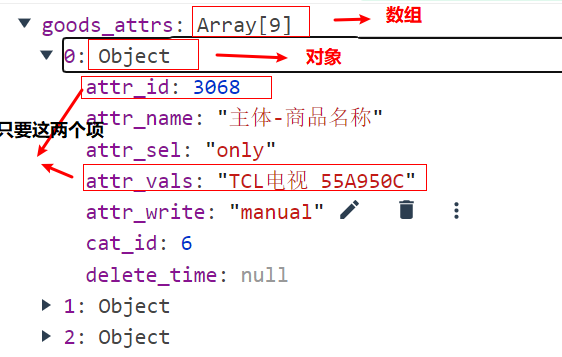 goods_attrs: Array[9] 数组
0: Object 对象
attr_id: 3068
attr_name: "主体-商品名称"
只要这两个项
attr_sel: "only"
attr_vals: "TCL电视 55A950C"
attr_write: "manual"
cat_id: 6
delete_time: null
1: Object
2: Object